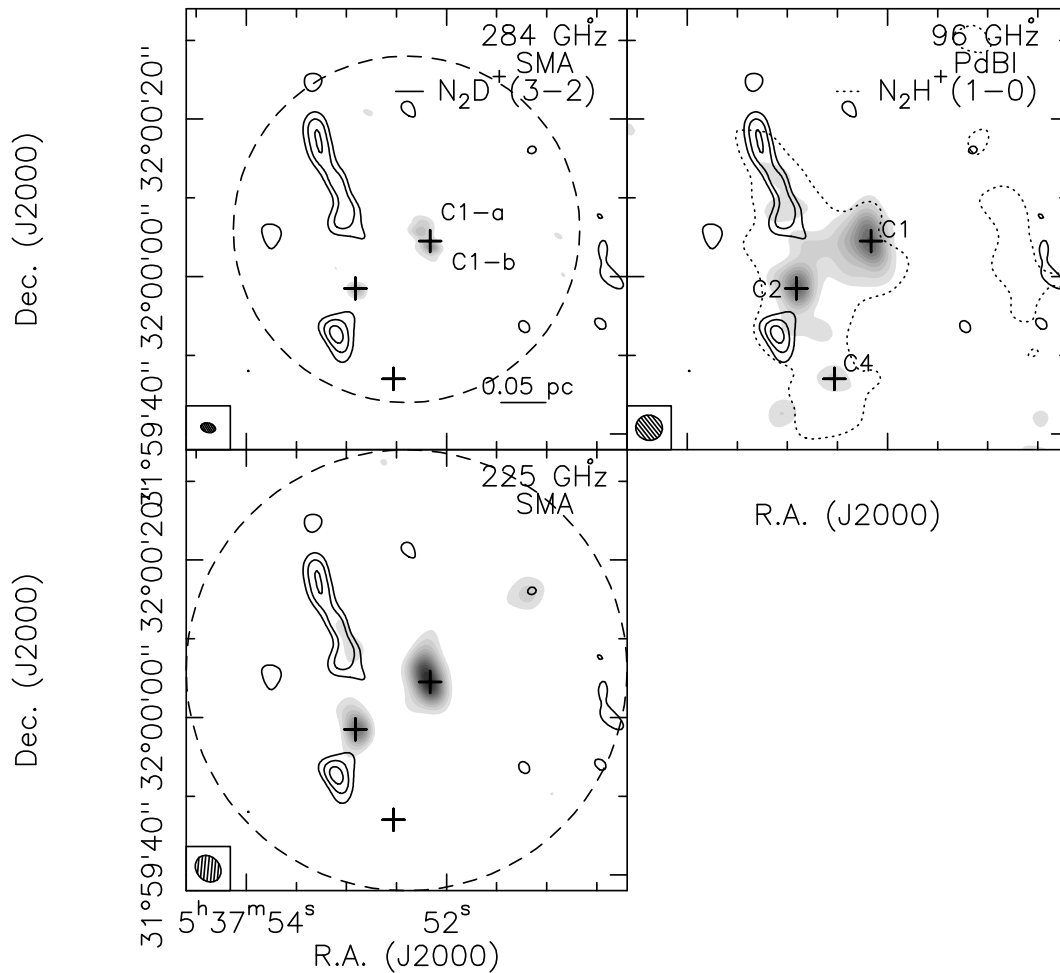 284 GHz
SMA
— N₂D⁺(3−2)
C1−a
C1−b
0.05 pc
96 GHz
PdBI
N₂H⁺(1−0)
C1
C2
C4
Dec. (J2000)
31°59'40" 32°00'00" 32°00'20"
225 GHz
SMA
R.A. (J2000)
Dec. (J2000)
31°59'40" 32°00'00" 32°00'20"
5ʰ37ᵐ54ˢ 52ˢ
R.A. (J2000)